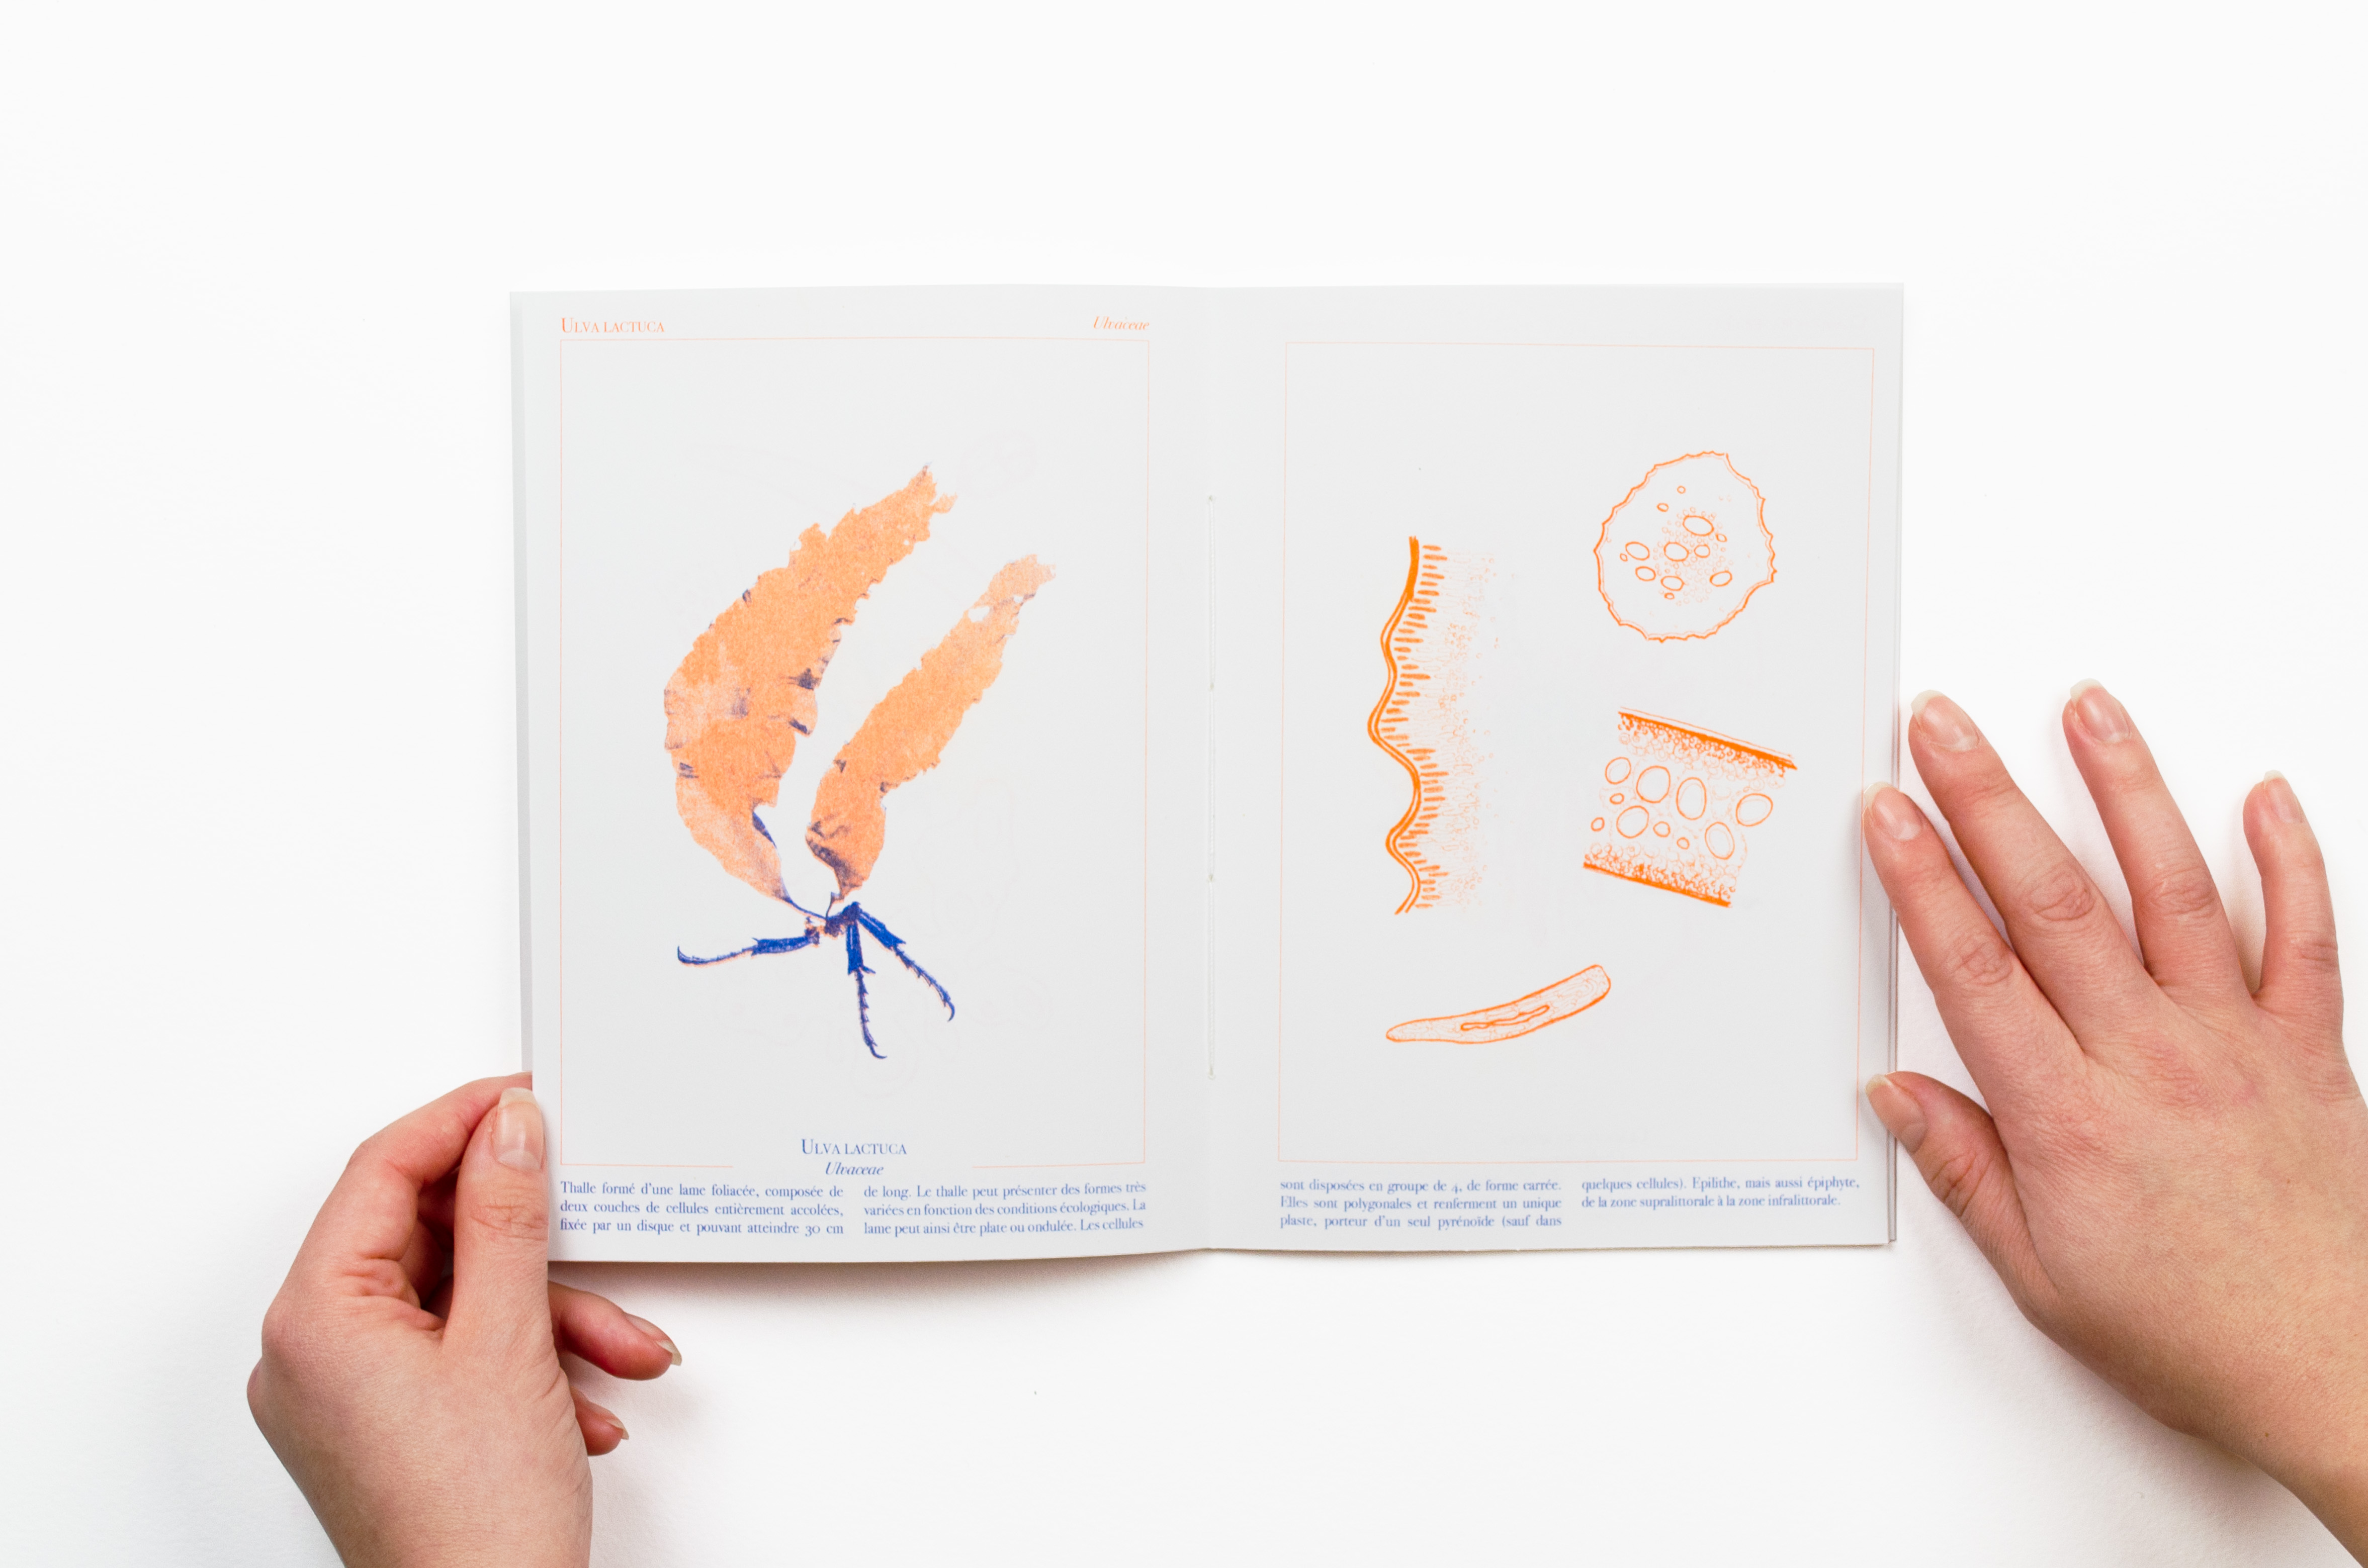 Ulva lactuca
Ulvaceae
Ulva lactuca
Ulvaceae
Thalle formé d'une lame foliacée, composée de
deux couches de cellules entièrement accolées,
fixée par un disque et pouvant atteindre 30 cm
de long. Le thalle peut présenter des formes très
variées en fonction des conditions écologiques. La
lame peut ainsi être plate ou ondulée. Les cellules
sont disposées en groupe de 4, de forme carrée.
Elles sont polygonales et renferment un unique
plaste, porteur d'un seul pyrénoïde (sauf dans
quelques cellules). Epilithe, mais aussi épiphyte,
de la zone supralittorale à la zone infralittorale.